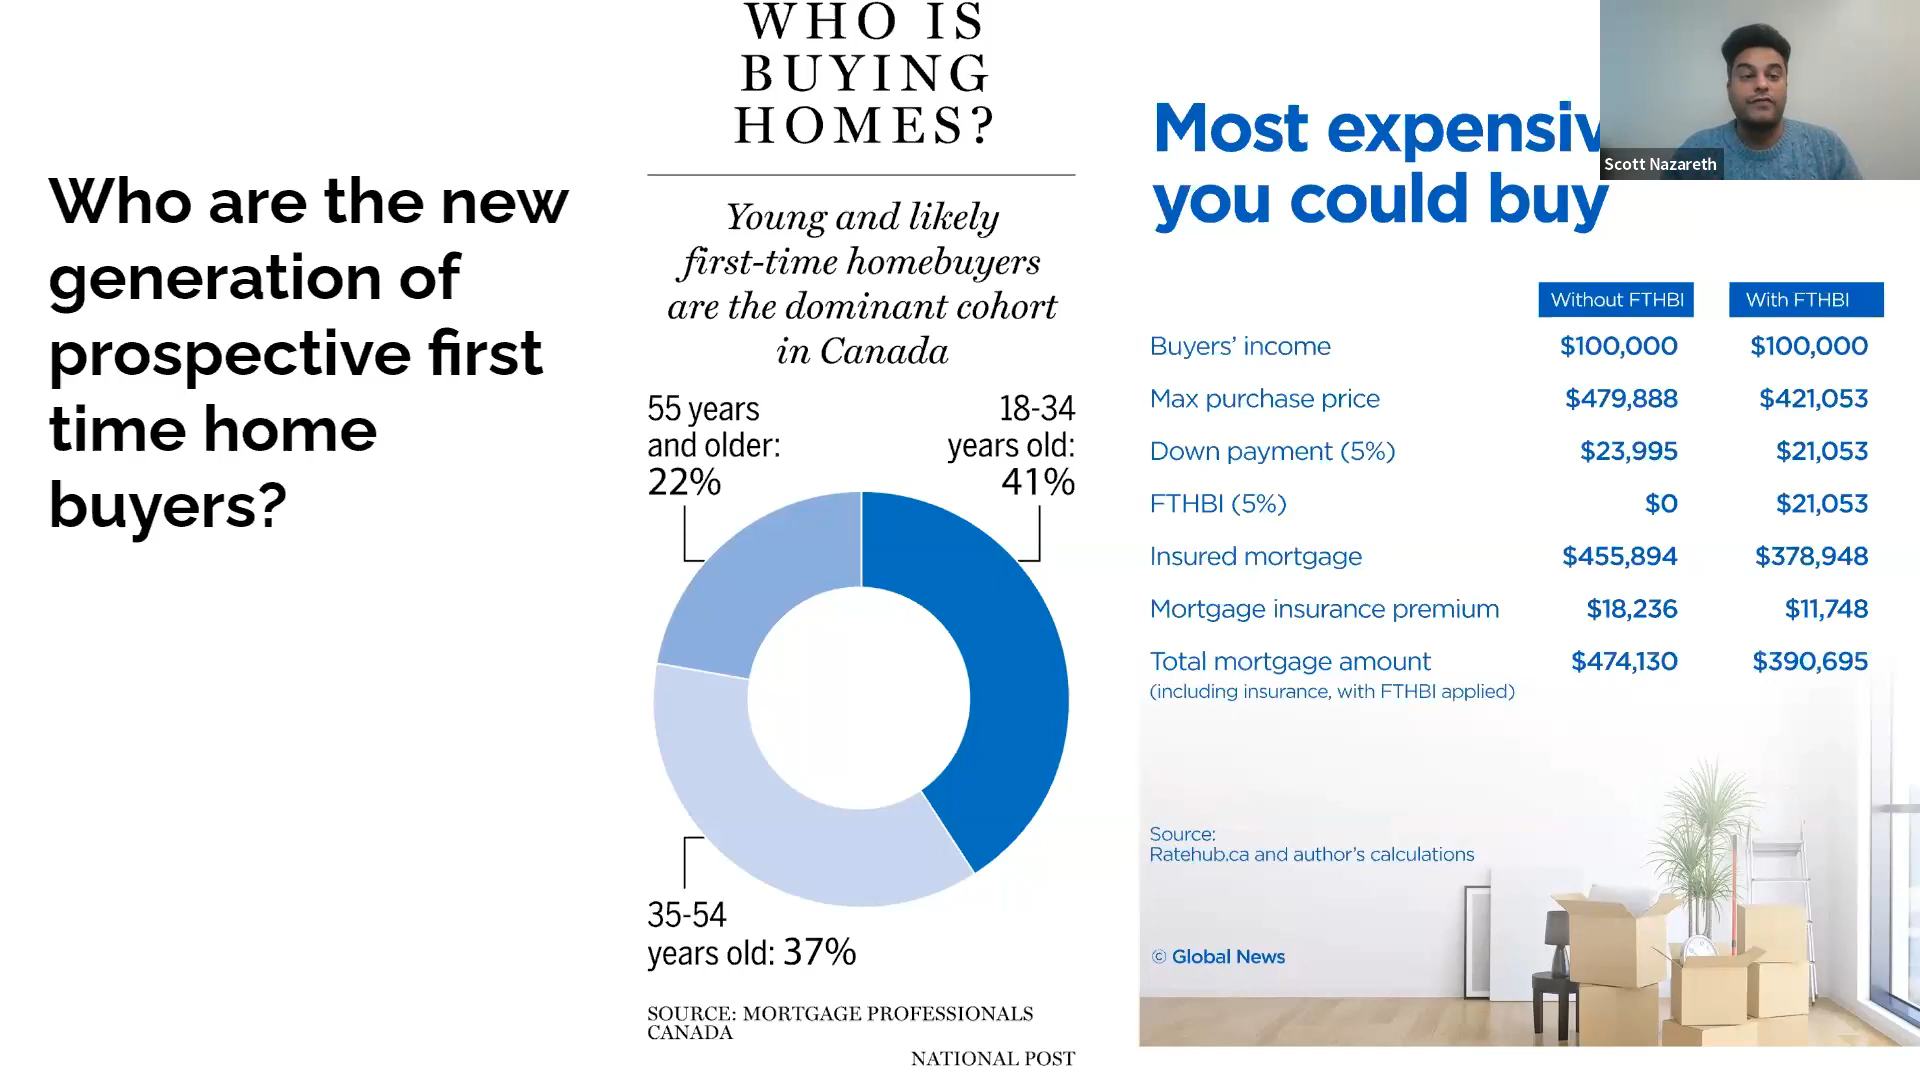 Who are the new
generation of
prospective first
time home
buyers?
WHO IS
BUYING
HOMES?
Young and likely
first-time homebuyers
are the dominant cohort
in Canada
55 years
and older:
22%
18-34
years old:
41%
35-54
years old: 37%
SOURCE: MORTGAGE PROFESSIONALS
CANADA
NATIONAL POST
Most expensiv
you could buy
Without FTHBI With FTHBI
Buyers' income $100,000 $100,000
Max purchase price $479,888 $421,053
Down payment (5%) $23,995 $21,053
FTHBI (5%) $0 $21,053
Insured mortgage $455,894 $378,948
Mortgage insurance premium $18,236 $11,748
Total mortgage amount $474,130 $390,695
(including insurance, with FTHBI applied)
Source:
Ratehub.ca and author's calculations
© Global News
Scott Nazareth